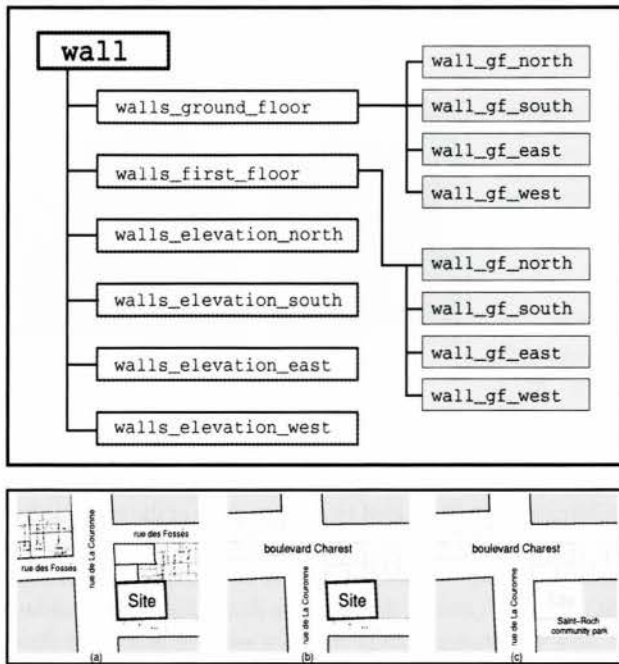 wall
walls_ground_floor
wall_gf_north
wall_gf_south
wall_gf_east
wall_gf_west
walls_first_floor
wall_gf_north
wall_gf_south
wall_gf_east
wall_gf_west
walls_elevation_north
walls_elevation_south
walls_elevation_east
walls_elevation_west
rue des Fossés
rue de La Couronne
rue des Fossés
Site
(a)
boulevard Charest
rue de La Couronne
Site
(b)
boulevard Charest
rue de La Couronne
Saint-Roch
community park
(c)